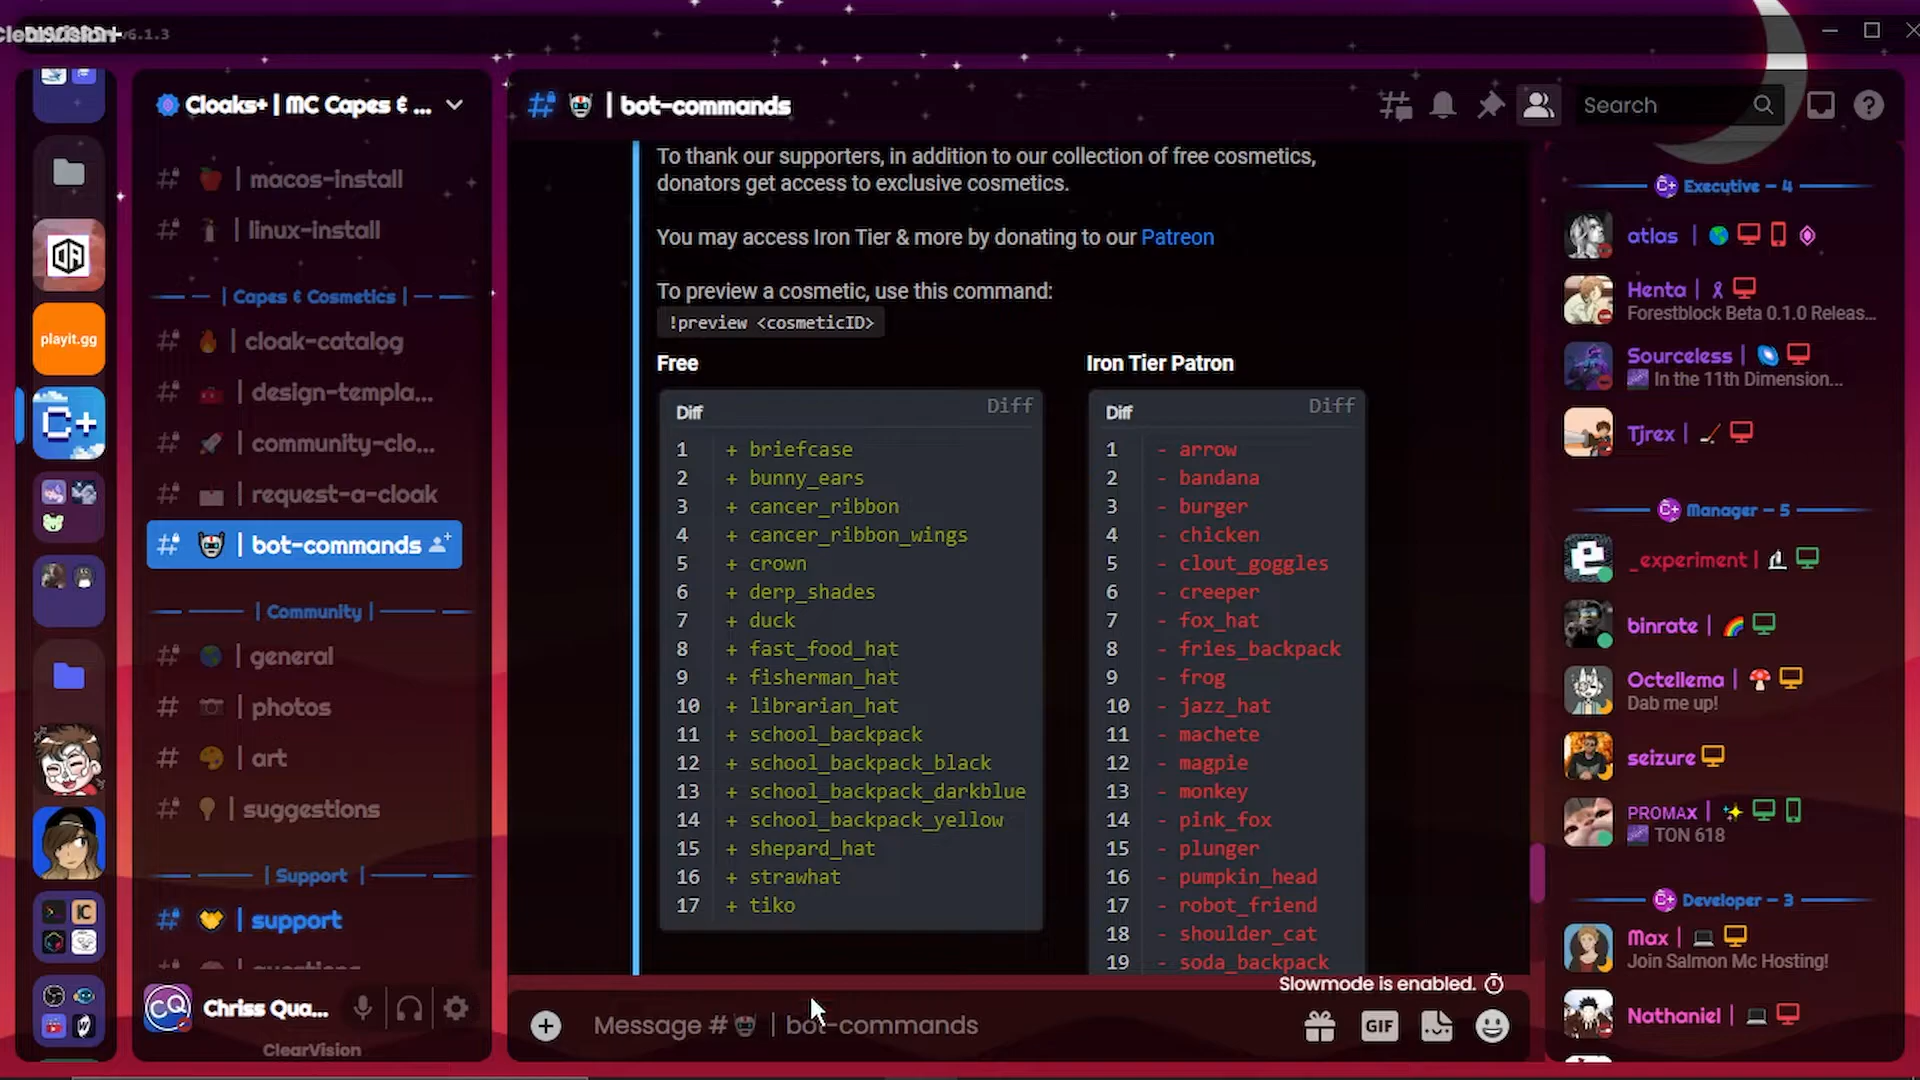 v6.1.3
playit.gg
C+
Cloaks+ | MC Capes & ...
| macos-install
| linux-install
| Capes & Cosmetics |
| cloak-catalog
| design-templa...
| community-clo...
| request-a-cloak
| bot-commands
| Community |
| general
| photos
| art
| suggestions
| Support |
| support
Chriss Qua...
ClearVision
# | bot-commands
Search
To thank our supporters, in addition to our collection of free cosmetics,
donators get access to exclusive cosmetics.
You may access Iron Tier & more by donating to our Patreon
To preview a cosmetic, use this command:
!preview <cosmeticID>
Free
Diff Diff
1 + briefcase
2 + bunny_ears
3 + cancer_ribbon
4 + cancer_ribbon_wings
5 + crown
6 + derp_shades
7 + duck
8 + fast_food_hat
9 + fisherman_hat
10 + librarian_hat
11 + school_backpack
12 + school_backpack_black
13 + school_backpack_darkblue
14 + school_backpack_yellow
15 + shepard_hat
16 + strawhat
17 + tiko
Iron Tier Patron
Diff Diff
1 - arrow
2 - bandana
3 - burger
4 - chicken
5 - clout_goggles
6 - creeper
7 - fox_hat
8 - fries_backpack
9 - frog
10 - jazz_hat
11 - machete
12 - magpie
13 - monkey
14 - pink_fox
15 - plunger
16 - pumpkin_head
17 - robot_friend
18 - shoulder_cat
19 - soda_backpack
Slowmode is enabled.
Message # | bot-commands
GIF
Executive - 4
atlas |
Henta |
Forestblock Beta 0.1.0 Releas...
Sourceless |
In the 11th Dimension...
Tjrex |
Manager - 5
_experiment |
binrate |
Octellema |
Dab me up!
seizure
PROMAX |
TON 618
Developer - 3
Max |
Join Salmon Mc Hosting!
Nathaniel |